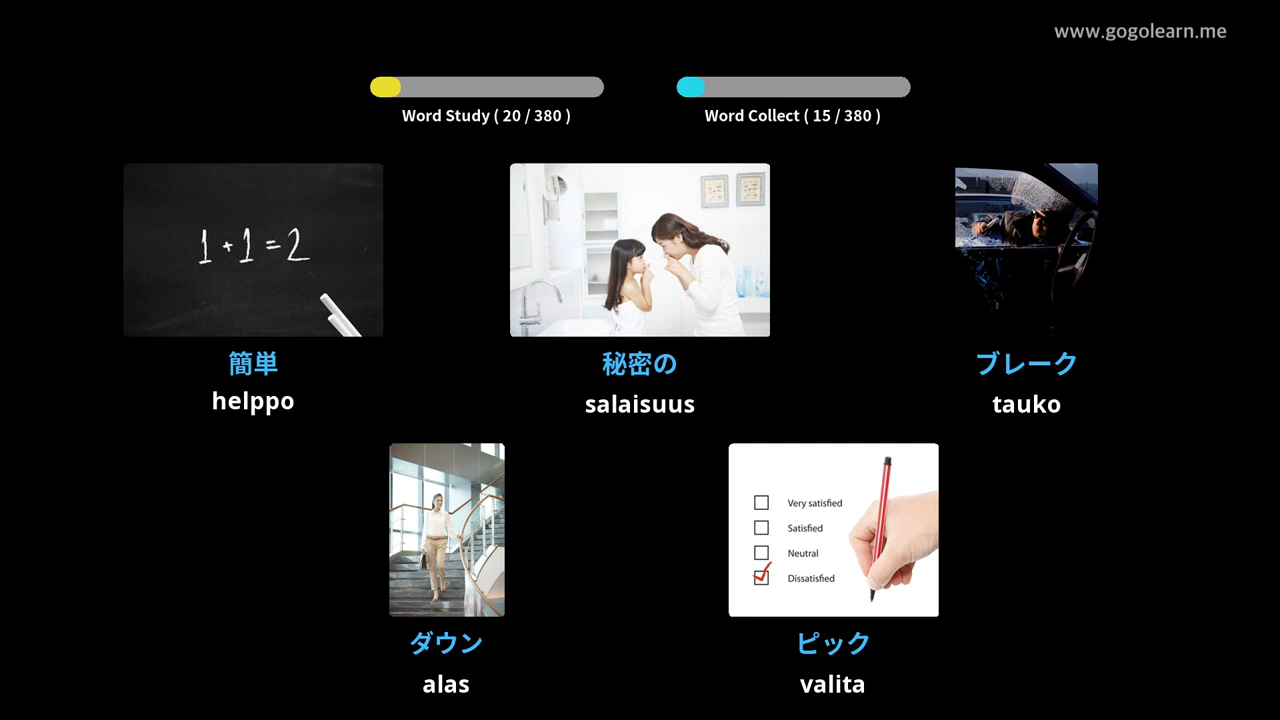 www.gogolearn.me
Word Study ( 20 / 380 )
Word Collect ( 15 / 380 )
1 + 1 = 2
簡単
helppo
秘密の
salaisuus
ブレーク
tauko
Very satisfied
Satisfied
Neutral
Dissatisfied
ダウン
alas
ピック
valita